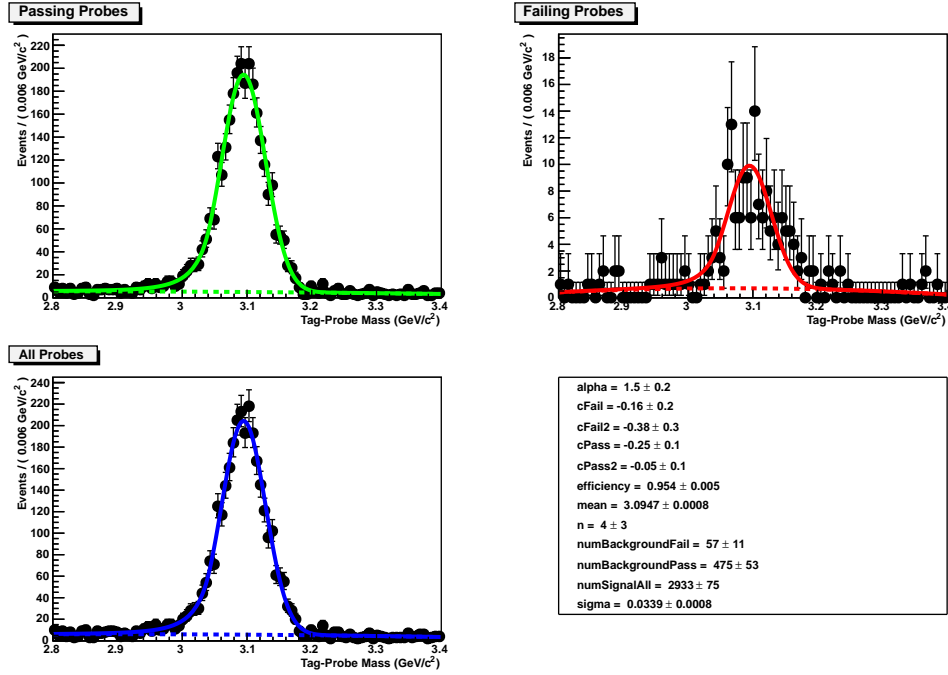 Passing Probes
Events / ( 0.006 GeV/c² )
220
200
180
160
140
120
100
80
60
40
20
0
2.8 2.9 3 3.1 3.2 3.3 3.4
Tag-Probe Mass (GeV/c²)
Failing Probes
Events / ( 0.006 GeV/c² )
18
16
14
12
10
8
6
4
2
0
2.8 2.9 3 3.1 3.2 3.3 3.
Tag-Probe Mass (GeV/c²)
All Probes
Events / ( 0.006 GeV/c² )
240
220
200
180
160
140
120
100
80
60
40
20
0
2.8 2.9 3 3.1 3.2 3.3 3.4
Tag-Probe Mass (GeV/c²)
alpha = 1.5 ± 0.2
cFail = -0.16 ± 0.2
cFail2 = -0.38 ± 0.3
cPass = -0.25 ± 0.1
cPass2 = -0.05 ± 0.1
efficiency = 0.954 ± 0.005
mean = 3.0947 ± 0.0008
n = 4 ± 3
numBackgroundFail = 57 ± 11
numBackgroundPass = 475 ± 53
numSignalAll = 2933 ± 75
sigma = 0.0339 ± 0.0008